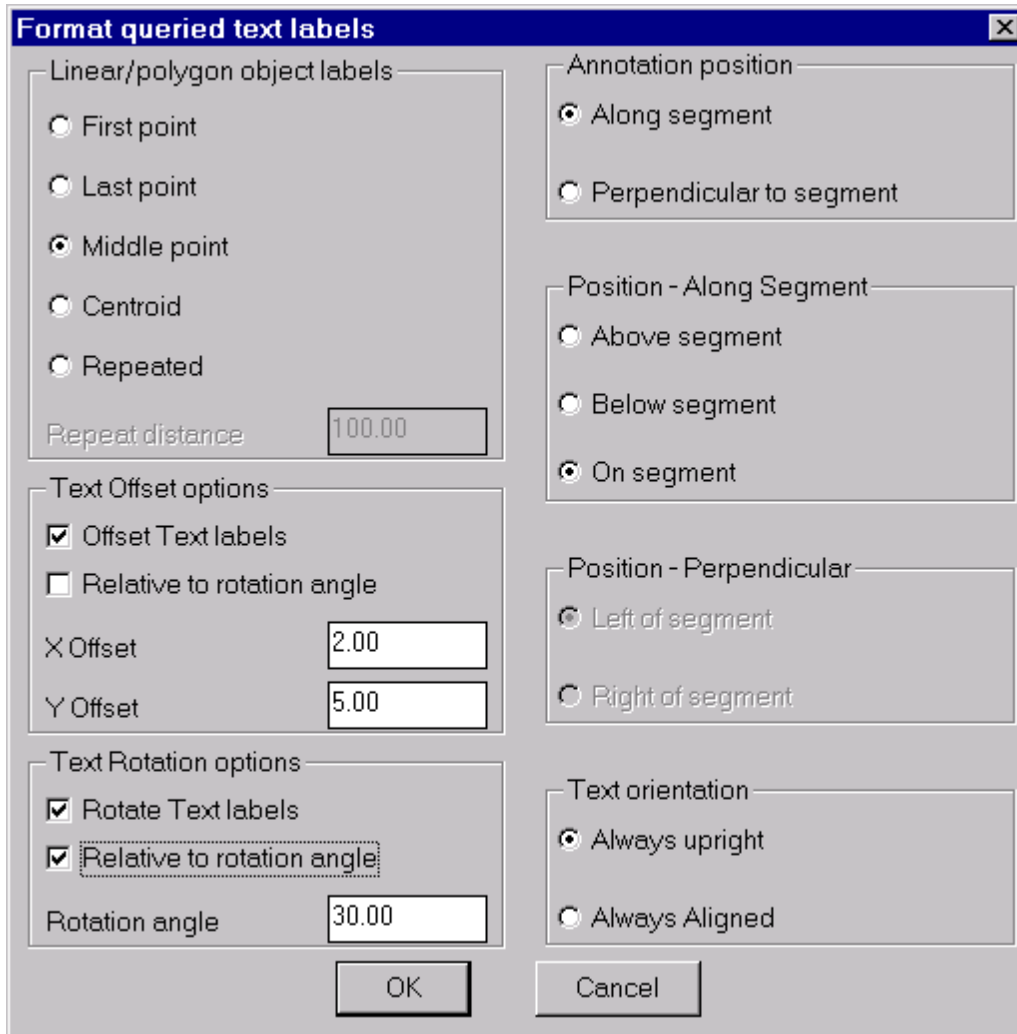 Format queried text labels
Linear/polygon object labels
First point
Last point
Middle point
Centroid
Repeated
Repeat distance 100.00
Text Offset options
Offset Text labels
Relative to rotation angle
X Offset 2.00
Y Offset 5.00
Text Rotation options
Rotate Text labels
Relative to rotation angle
Rotation angle 30.00
Annotation position
Along segment
Perpendicular to segment
Position - Along Segment
Above segment
Below segment
On segment
Position - Perpendicular
Left of segment
Right of segment
Text orientation
Always upright
Always Aligned
OK Cancel